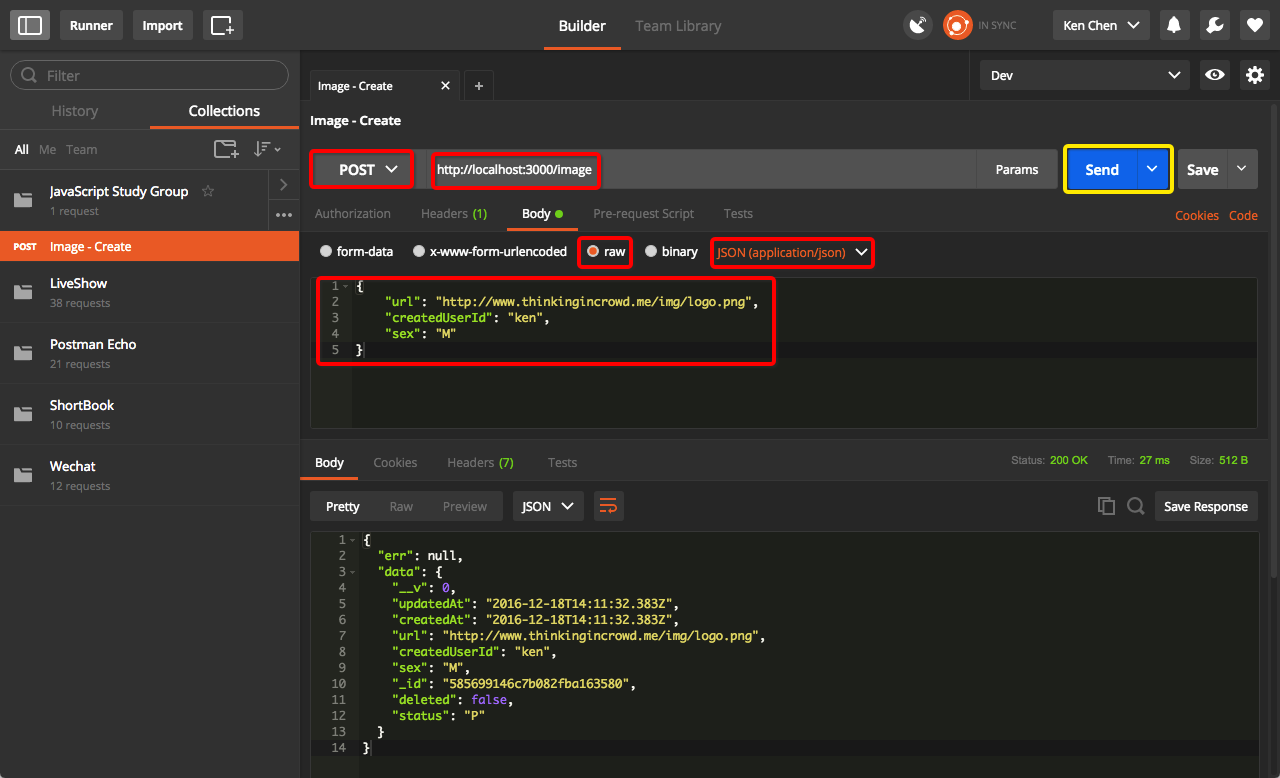 Runner Import Builder Team Library IN SYNC Ken Chen
Filter
History Collections
All Me Team
JavaScript Study Group
1 request
POST Image - Create
LiveShow
38 requests
Postman Echo
21 requests
ShortBook
10 requests
Wechat
12 requests
Image - Create
Dev
Image - Create
POST http://localhost:3000/image Params Send Save
Authorization Headers (1) Body Pre-request Script Tests Cookies Code
form-data x-www-form-urlencoded raw binary JSON (application/json)
1 {
2 "url": "http://www.thinkingincrowd.me/img/logo.png",
3 "createdUserId": "ken",
4 "sex": "M"
5 }
Body Cookies Headers (7) Tests Status: 200 OK Time: 27 ms Size: 512 B
Pretty Raw Preview JSON Save Response
1 {
2 "err": null,
3 "data": {
4 "__v": 0,
5 "updatedAt": "2016-12-18T14:11:32.383Z",
6 "createdAt": "2016-12-18T14:11:32.383Z",
7 "url": "http://www.thinkingincrowd.me/img/logo.png",
8 "createdUserId": "ken",
9 "sex": "M",
10 "_id": "585699146c7b082fba163580",
11 "deleted": false,
12 "status": "P"
13 }
14 }